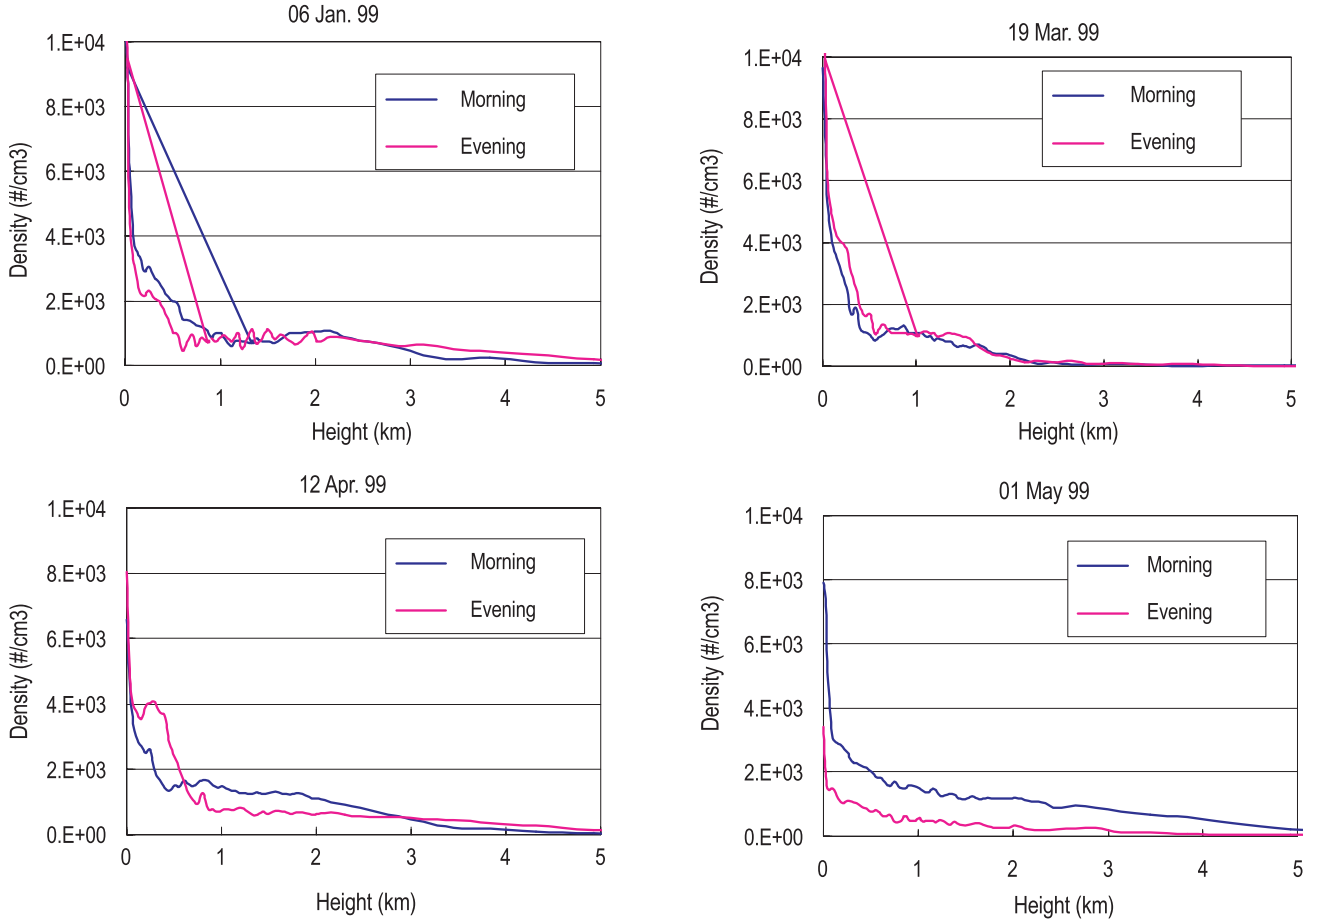 06 Jan. 99
1.E+04
8.E+03
6.E+03
4.E+03
2.E+03
0.E+00
Density (#/cm3)
Morning
Evening
0 1 2 3 4 5
Height (km)
19 Mar. 99
1.E+04
8.E+03
6.E+03
4.E+03
2.E+03
0.E+00
Density (#/cm3)
Morning
Evening
0 1 2 3 4 5
Height (km)
12 Apr. 99
1.E+04
8.E+03
6.E+03
4.E+03
2.E+03
0.E+00
Density (#/cm3)
Morning
Evening
0 1 2 3 4 5
Height (km)
01 May 99
1.E+04
8.E+03
6.E+03
4.E+03
2.E+03
0.E+00
Density (#/cm3)
Morning
Evening
0 1 2 3 4 5
Height (km)